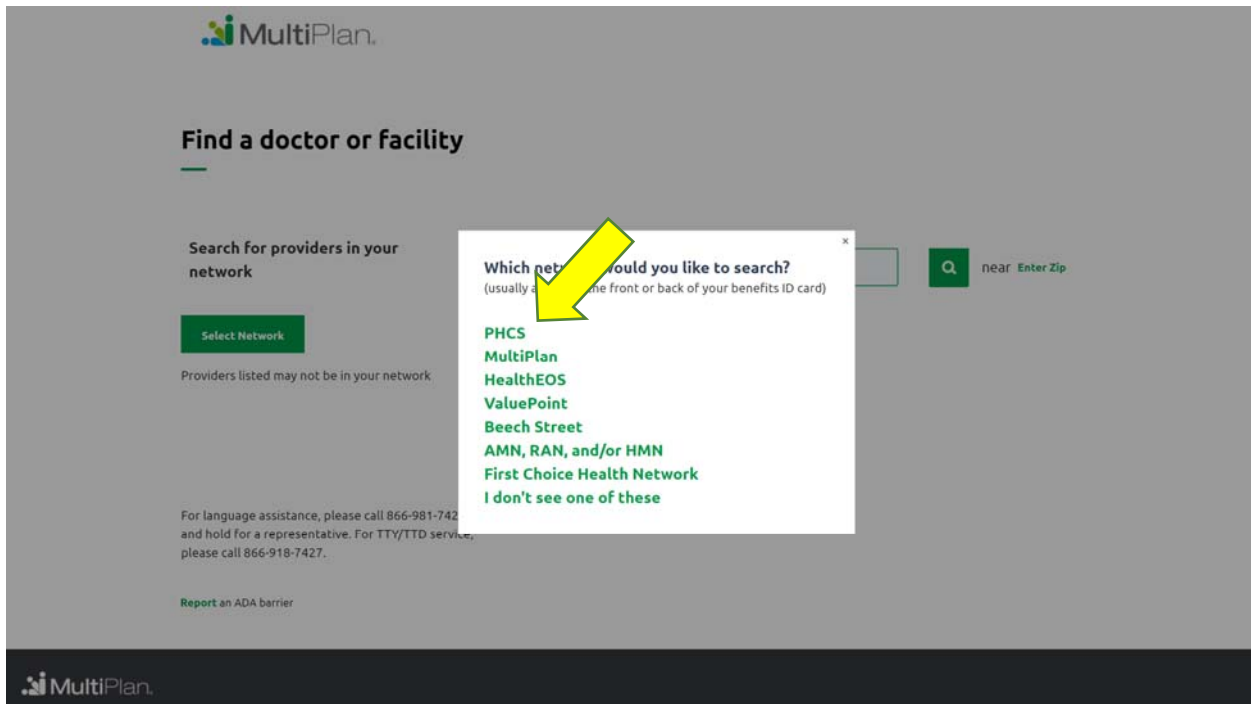 MultiPlan.
Find a doctor or facility
Search for providers in your
network
Select Network
Providers listed may not be in your network
Which would you like to search?
(usually the front or back of your benefits ID card)
PHCS
MultiPlan
HealthEOS
ValuePoint
Beech Street
AMN, RAN, and/or HMN
First Choice Health Network
I don't see one of these
near Enter Zip
For language assistance, please call
and hold for a representative. For TTY/TTD service,
please call 866-918-7427.
Report an ADA barrier
MultiPlan.